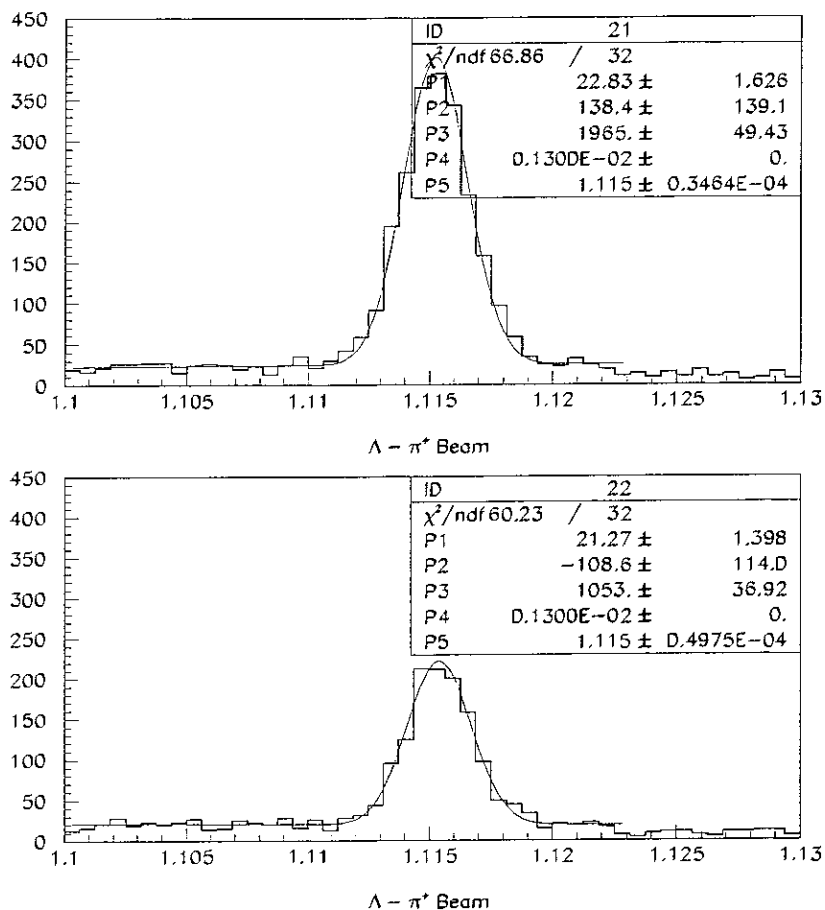 450
400
350
300
250
200
150
100
50
0
ID 21
χ²/ndf 66.86 / 32
P1 22.83 ± 1.626
P2 138.4 ± 139.1
P3 1965. ± 49.43
P4 0.1300E-02 ± 0.
P5 1.115 ± 0.3464E-04
1.1 1.105 1.11 1.115 1.12 1.125 1.13
Λ - π⁺ Beam
450
400
350
300
250
200
150
100
50
0
ID 22
χ²/ndf 60.23 / 32
P1 21.27 ± 1.398
P2 -108.6 ± 114.0
P3 1053. ± 36.92
P4 0.1300E-02 ± 0.
P5 1.115 ± 0.4975E-04
1.1 1.105 1.11 1.115 1.12 1.125 1.13
Λ - π⁺ Beam